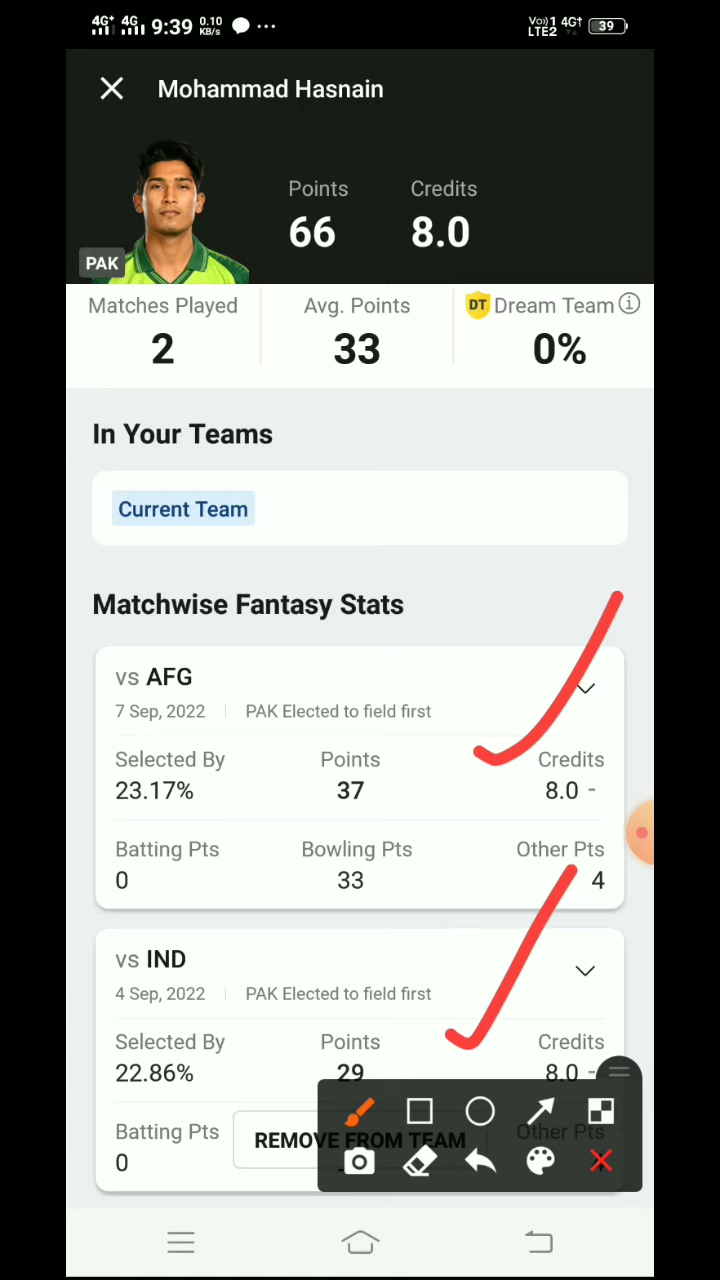 4G+ 4G 9:39 0.10 KB/s ... Vo) 1 LTE2 4G↑ 39
Mohammad Hasnain
Points Credits
66 8.0
PAK
Matches Played Avg. Points DT Dream Team i
2 33 0%
In Your Teams
Current Team
Matchwise Fantasy Stats
vs AFG
7 Sep, 2022 PAK Elected to field first
Selected By Points Credits
23.17% 37 8.0 -
Batting Pts Bowling Pts Other Pts
0 33 4
vs IND
4 Sep, 2022 PAK Elected to field first
Selected By Points Credits
22.86% 29 8.0 -
Batting Pts Other Pts
REMOVE FROM TEAM
0